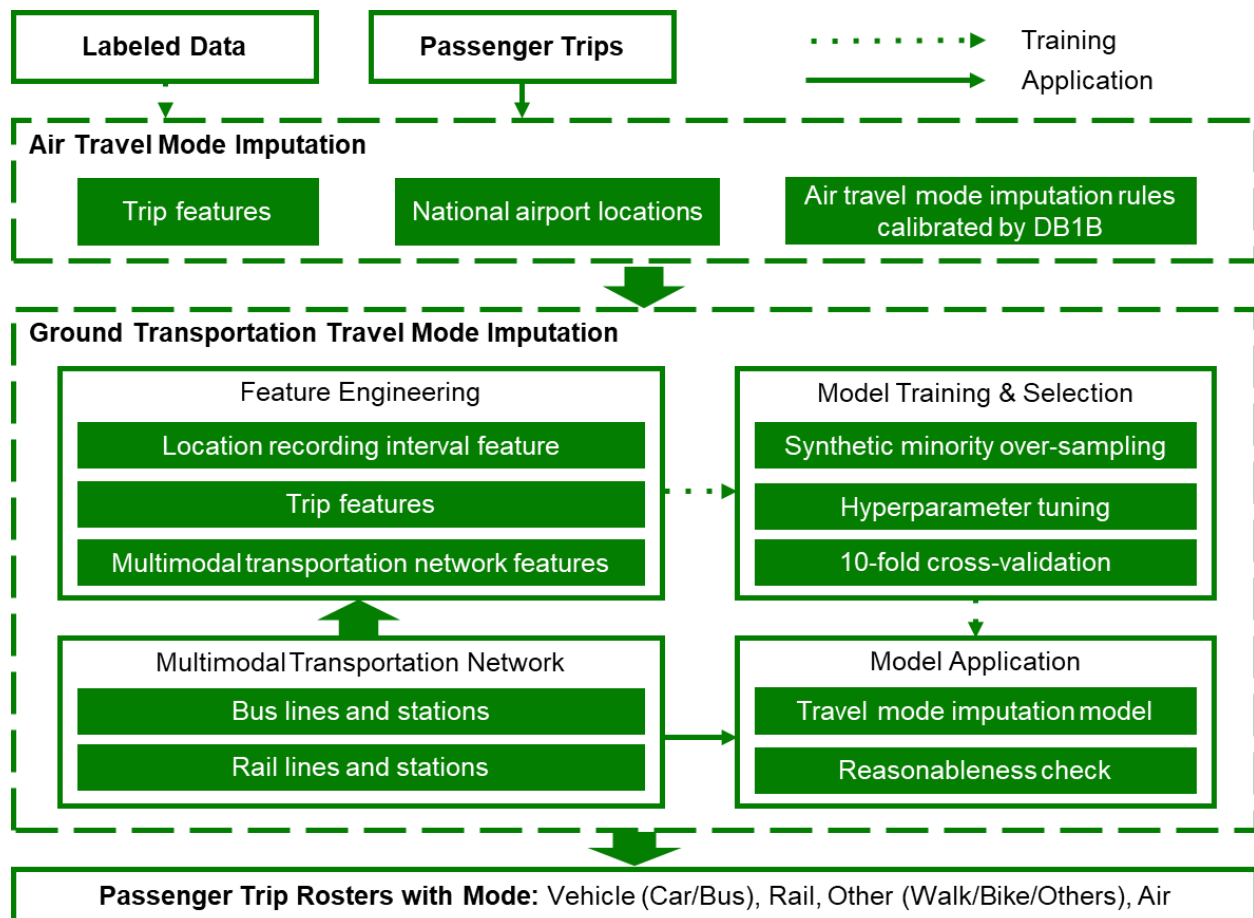 Labeled Data
Passenger Trips
Training
Application
Air Travel Mode Imputation
Trip features
National airport locations
Air travel mode imputation rules
calibrated by DB1B
Ground Transportation Travel Mode Imputation
Feature Engineering
Location recording interval feature
Trip features
Multimodal transportation network features
Model Training & Selection
Synthetic minority over-sampling
Hyperparameter tuning
10-fold cross-validation
Multimodal Transportation Network
Bus lines and stations
Rail lines and stations
Model Application
Travel mode imputation model
Reasonableness check
Passenger Trip Rosters with Mode: Vehicle (Car/Bus), Rail, Other (Walk/Bike/Others), Air